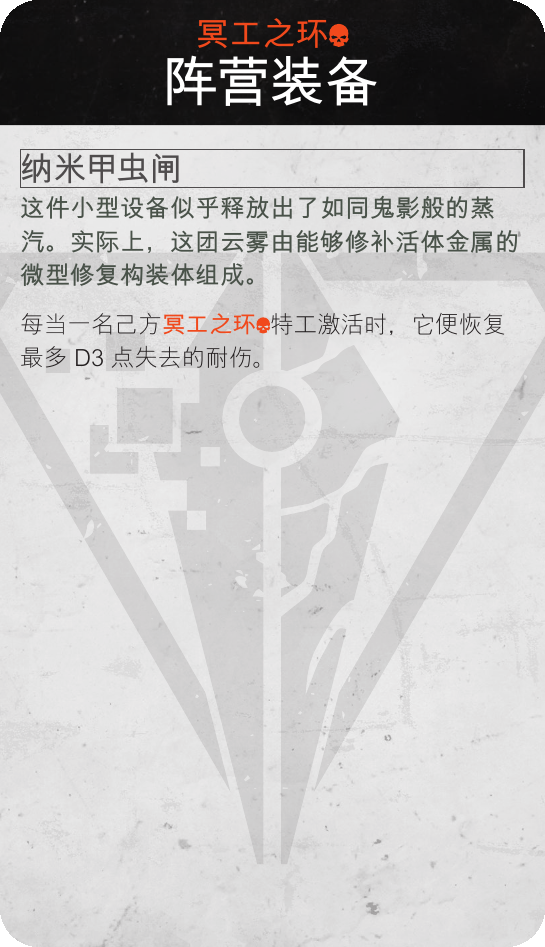 冥工之环
阵营装备
纳米甲虫闸
这件小型设备似乎释放出了如同鬼影般的蒸
汽。实际上，这团云雾由能够修补活体金属的
微型修复构装体组成。
每当一名己方冥工之环特工激活时，它便恢复
最多 D3 点失去的耐伤。